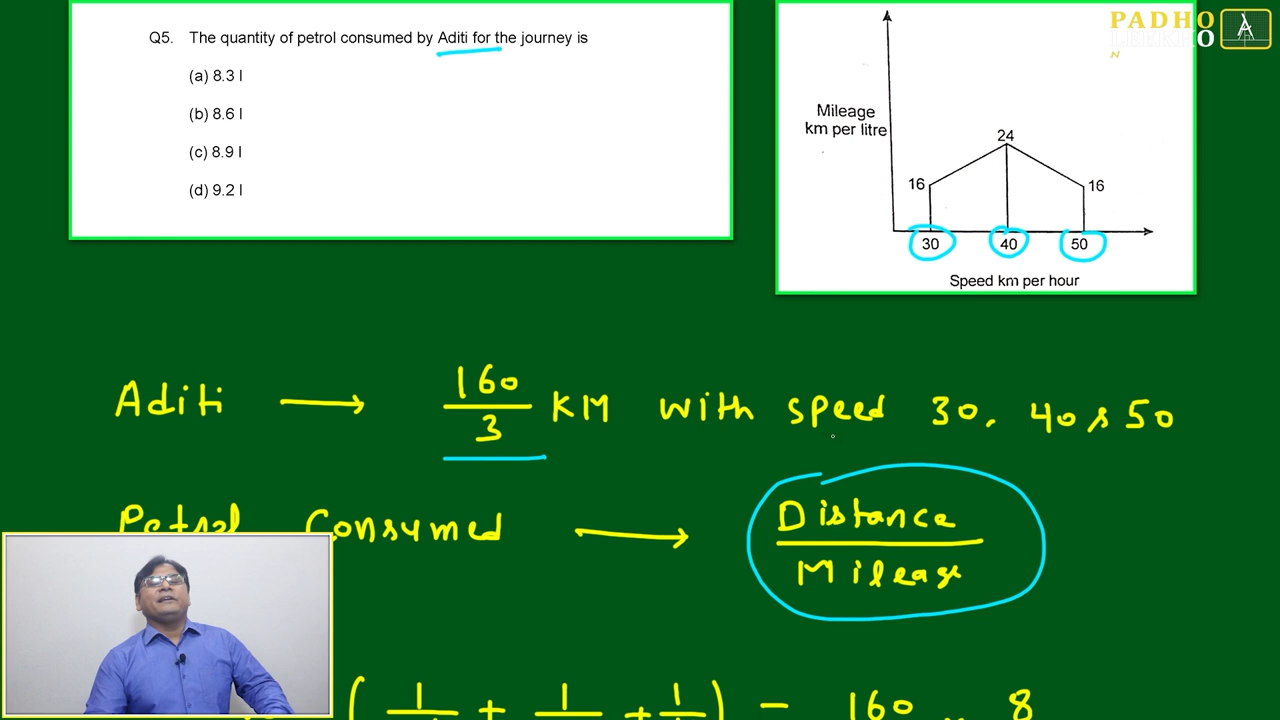 Q5. The quantity of petrol consumed by Aditi for the journey is
(a) 8.3 l
(b) 8.6 l
(c) 8.9 l
(d) 9.2 l
PADHO
LEEKHO
N
Mileage
km per litre
24
16
16
30 40 50
Speed km per hour
Aditi → 160/3 KM with speed 30, 40 & 50
Petrol Consumed → Distance/Mileage